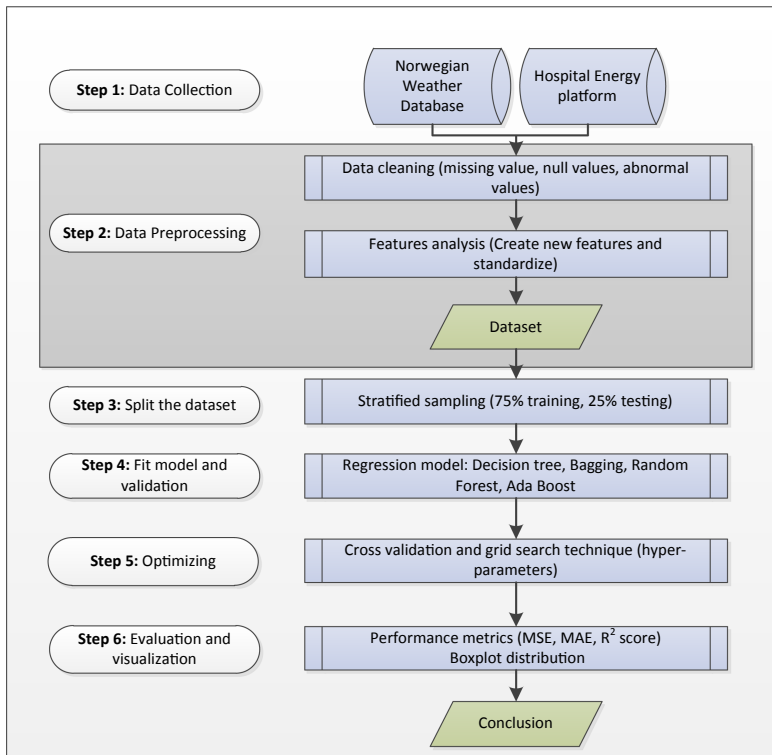 Step 1: Data Collection
Norwegian
Weather
Database
Hospital Energy
platform
Step 2: Data Preprocessing
Data cleaning (missing value, null values, abnormal
values)
Features analysis (Create new features and
standardize)
Dataset
Step 3: Split the dataset
Stratified sampling (75% training, 25% testing)
Step 4: Fit model and
validation
Regression model: Decision tree, Bagging, Random
Forest, Ada Boost
Step 5: Optimizing
Cross validation and grid search technique (hyper-
parameters)
Step 6: Evaluation and
visualization
Performance metrics (MSE, MAE, R² score)
Boxplot distribution
Conclusion